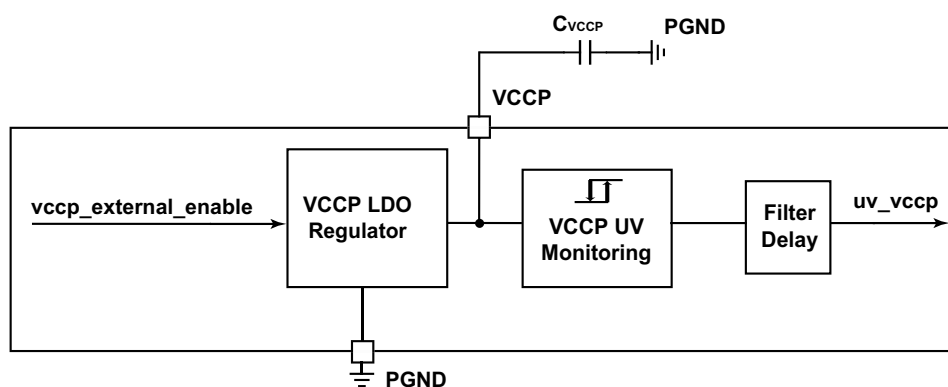 CVCCP
PGND
VCCP
vccp_external_enable
VCCP LDO
Regulator
VCCP UV
Monitoring
Filter
Delay
uv_vccp
PGND